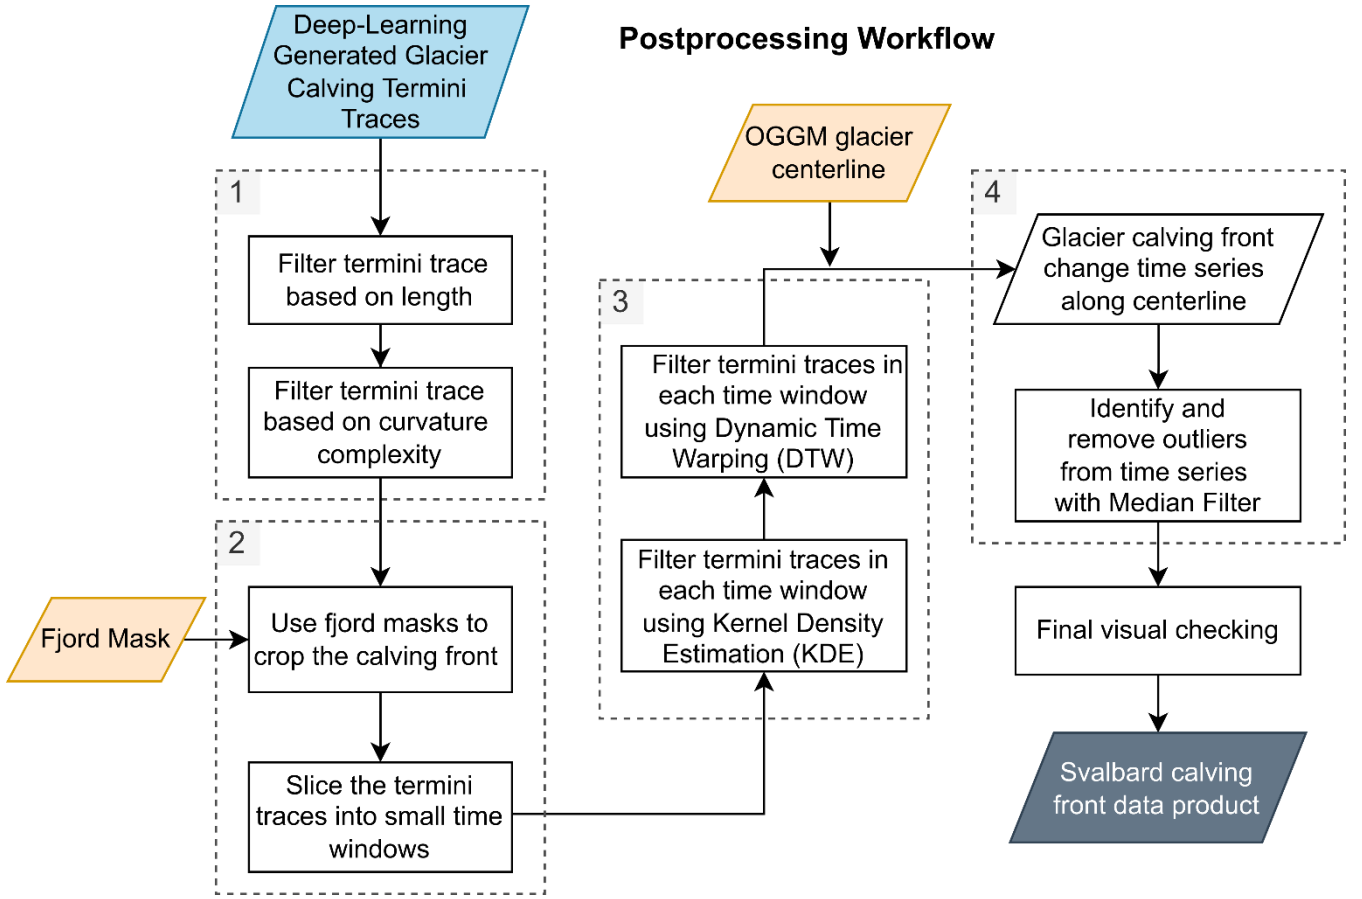 Postprocessing Workflow
Deep-Learning
Generated Glacier
Calving Termini
Traces
1
Filter termini trace
based on length
Filter termini trace
based on curvature
complexity
2
Fjord Mask
Use fjord masks to
crop the calving front
Slice the termini
traces into small time
windows
3
Filter termini traces in
each time window
using Kernel Density
Estimation (KDE)
Filter termini traces in
each time window
using Dynamic Time
Warping (DTW)
OGGM glacier
centerline
4
Glacier calving front
change time series
along centerline
Identify and
remove outliers
from time series
with Median Filter
Final visual checking
Svalbard calving
front data product